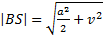 |BS| = √(a²/2 + v²)